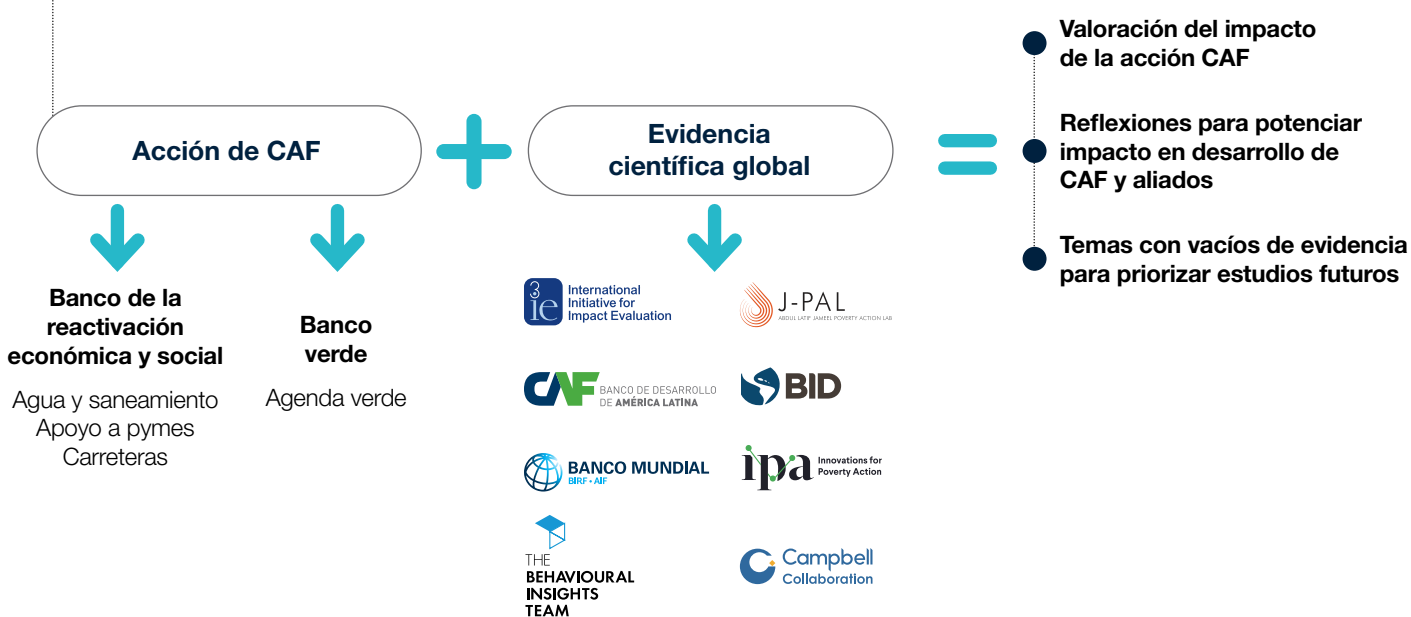 Acción de CAF
Banco de la
reactivación
económica y social
Agua y saneamiento
Apoyo a pymes
Carreteras
Banco
verde
Agenda verde
+
Evidencia
científica global
3ie
International
Initiative for
Impact Evaluation
J-PAL
ABDUL LATIF JAMEEL POVERTY ACTION LAB
CAF
BANCO DE DESARROLLO
DE AMÉRICA LATINA
BID
BANCO MUNDIAL
BIRF • AIF
ipa
Innovations for
Poverty Action
THE
BEHAVIOURAL
INSIGHTS
TEAM
Campbell
Collaboration
=
Valoración del impacto
de la acción CAF
Reflexiones para potenciar
impacto en desarrollo de
CAF y aliados
Temas con vacíos de evidencia
para priorizar estudios futuros